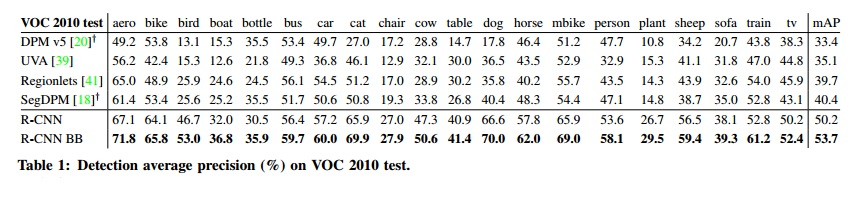 VOC 2010 test aero bike bird boat bottle bus car cat chair cow table dog horse mbike person plant sheep sofa train tv mAP
DPM v5 [20]† 49.2 53.8 13.1 15.3 35.5 53.4 49.7 27.0 17.2 28.8 14.7 17.8 46.4 51.2 47.7 10.8 34.2 20.7 43.8 38.3 33.4
UVA [39] 56.2 42.4 15.3 12.6 21.8 49.3 36.8 46.1 12.9 32.1 30.0 36.5 43.5 52.9 32.9 15.3 41.1 31.8 47.0 44.8 35.1
Regionlets [41] 65.0 48.9 25.9 24.6 24.5 56.1 54.5 51.2 17.0 28.9 30.2 35.8 40.2 55.7 43.5 14.3 43.9 32.6 54.0 45.9 39.7
SegDPM [18]† 61.4 53.4 25.6 25.2 35.5 51.7 50.6 50.8 19.3 33.8 26.8 40.4 48.3 54.4 47.1 14.8 38.7 35.0 52.8 43.1 40.4
R-CNN 67.1 64.1 46.7 32.0 30.5 56.4 57.2 65.9 27.0 47.3 40.9 66.6 57.8 65.9 53.6 26.7 56.5 38.1 52.8 50.2 50.2
R-CNN BB 71.8 65.8 53.0 36.8 35.9 59.7 60.0 69.9 27.9 50.6 41.4 70.0 62.0 69.0 58.1 29.5 59.4 39.3 61.2 52.4 53.7
Table 1: Detection average precision (%) on VOC 2010 test.